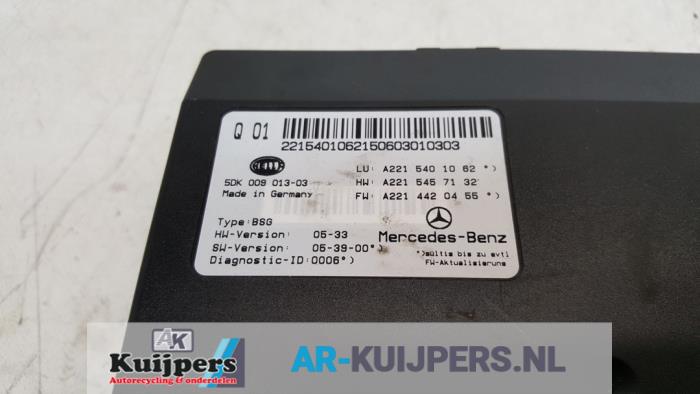 Q 01
2215401062150603010303
HELLA
LU: A221 540 10 62 *)
5DK 009 013-03
HW: A221 545 71 32
Made in Germany
FW: A221 442 04 55 *)
Type: BSG
HW-Version: 05-33
SW-Version: 05-39-00*)
Diagnostic-ID:0006*)
Mercedes-Benz
*)gültis bis zu evtl
FW-Aktualisierung
AK
Kuijpers
Autorecycling & onderdelen
AR-KUIJPERS.NL